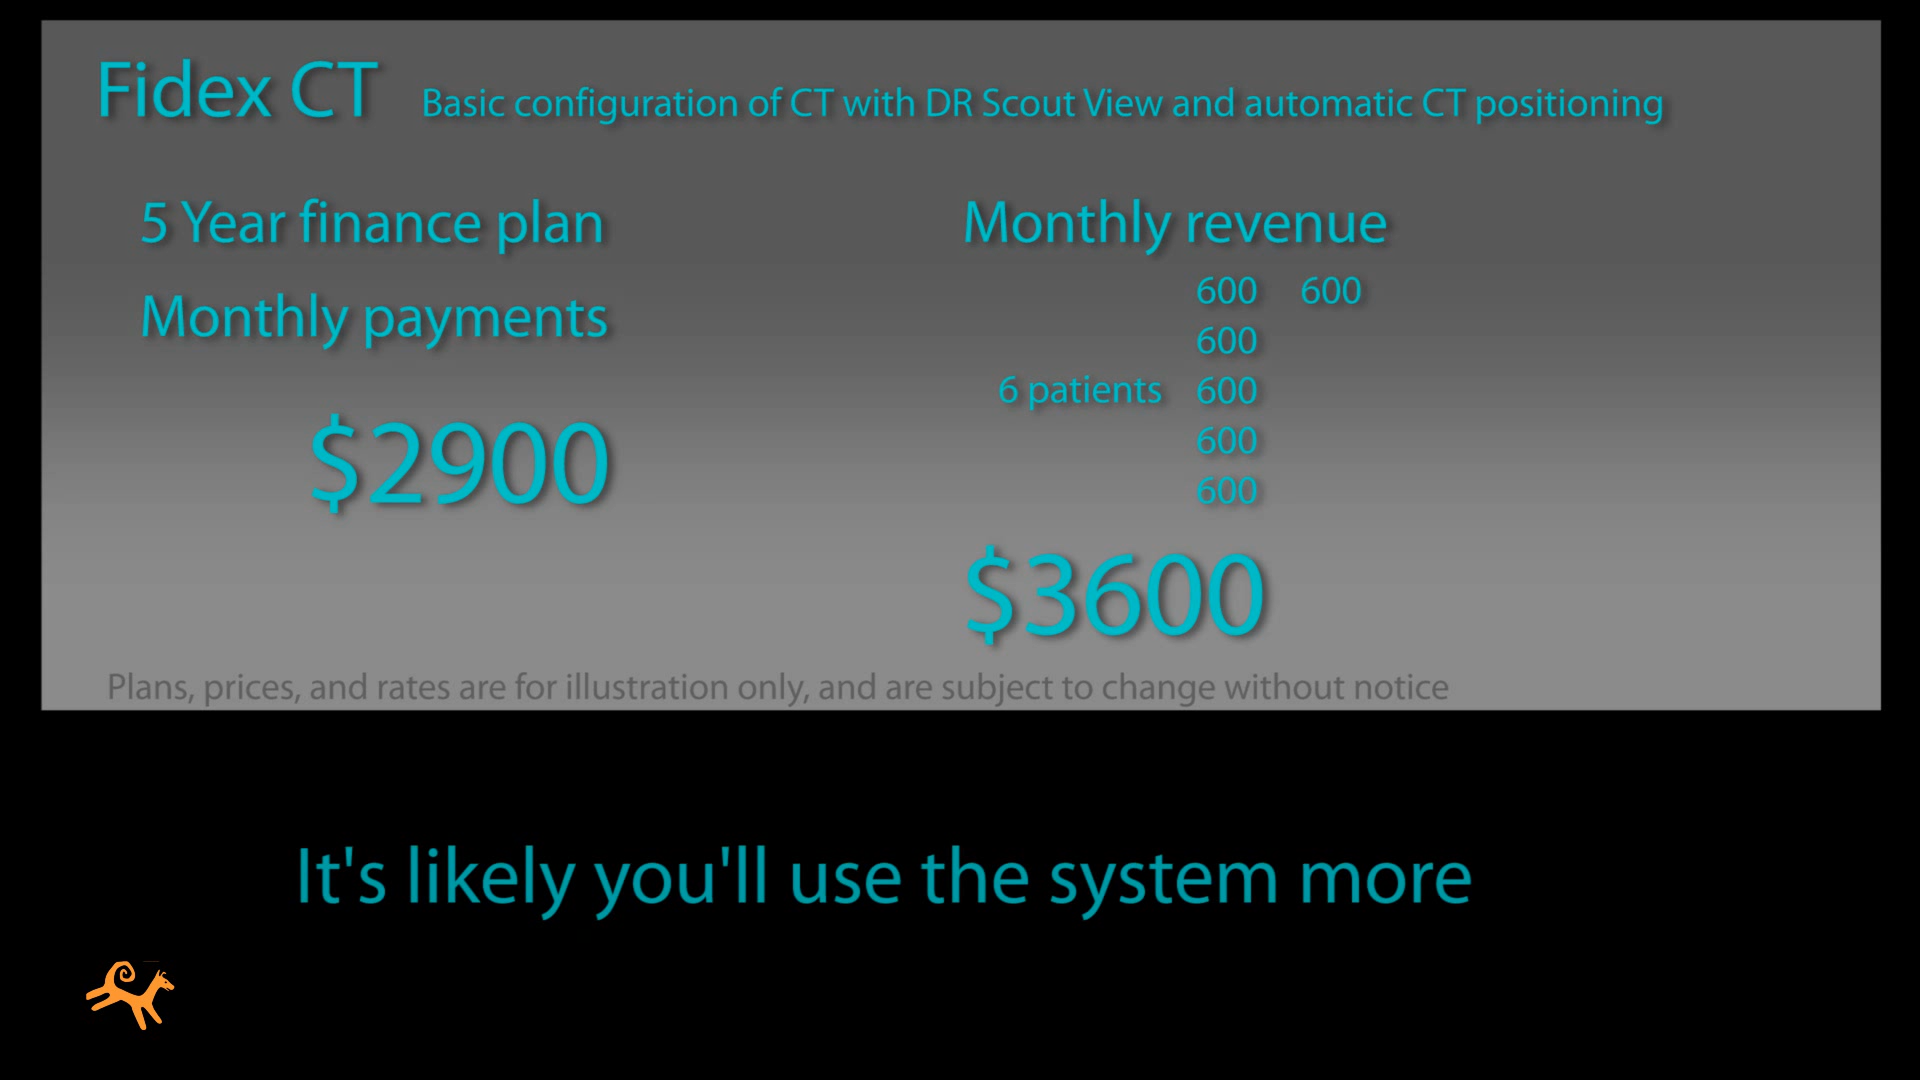 Fidex CT Basic configuration of CT with DR Scout View and automatic CT positioning
5 Year finance plan
Monthly payments
$2900
Monthly revenue
600 600
600
6 patients 600
600
600
$3600
Plans, prices, and rates are for illustration only, and are subject to change without notice
It's likely you'll use the system more